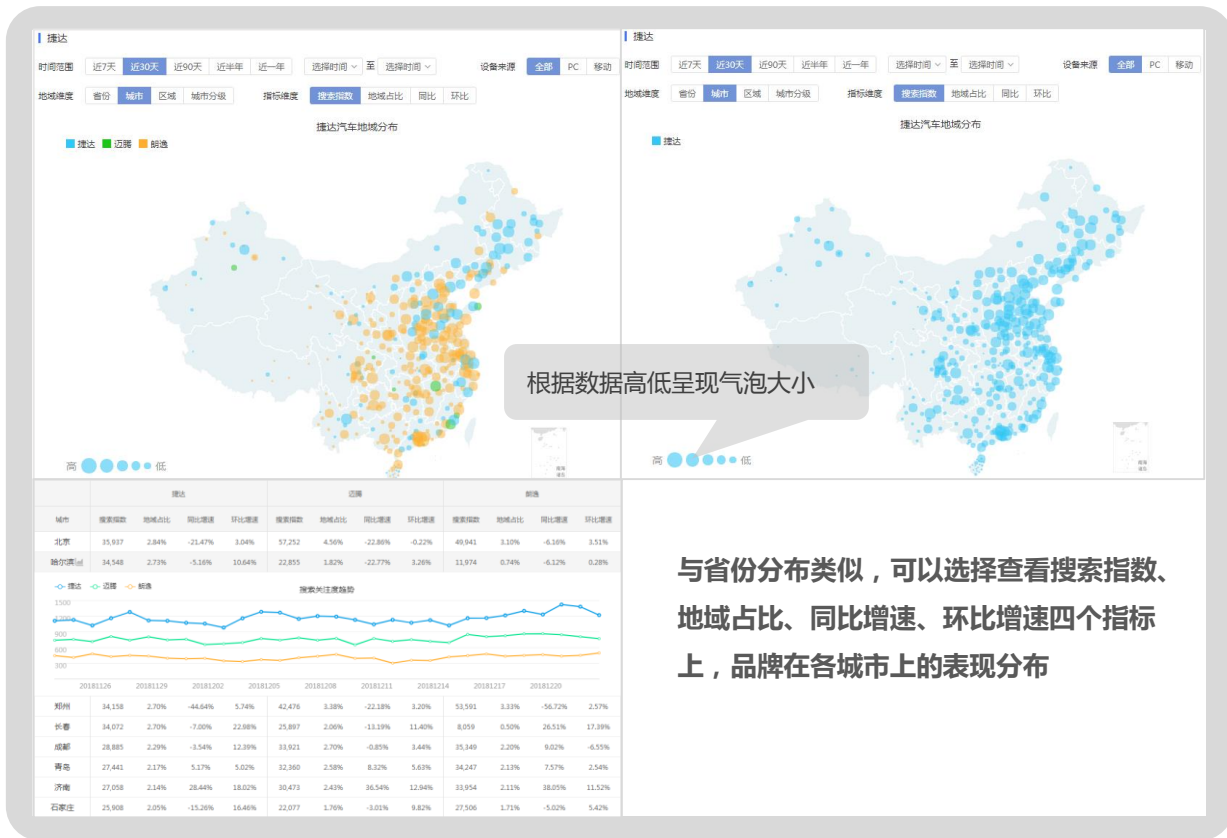 捷达
时间范围 近7天 近30天 近90天 近半年 近一年 选择时间 至 选择时间 设备来源 全部 PC 移动
地域维度 省份 城市 区域 城市分级 指标维度 搜索指数 地域占比 同比 环比
捷达汽车地域分布
捷达 迈腾 朗逸
高 低
南海诸岛
捷达
时间范围 近7天 近30天 近90天 近半年 近一年 选择时间 至 选择时间 设备来源 全部 PC 移动
地域维度 省份 城市 区域 城市分级 指标维度 搜索指数 地域占比 同比 环比
捷达汽车地域分布
捷达
根据数据高低呈现气泡大小
高 低
南海诸岛
捷达 迈腾 朗逸
城市 搜索指数 地域占比 同比增速 环比增速 搜索指数 地域占比 同比增速 环比增速 搜索指数 地域占比 同比增速 环比增速
北京 35,937 2.84% -21.47% 3.04% 57,252 4.56% -22.86% -0.22% 49,941 3.10% -6.16% 3.51%
哈尔滨 34,548 2.73% -5.16% 10.64% 22,855 1.82% -22.77% 3.26% 11,974 0.74% -6.12% 0.28%
捷达 迈腾 朗逸
搜索关注度趋势
1500
1200
900
600
300
20181126 20181129 20181202 20181205 20181208 20181211 20181214 20181217 20181220
郑州 34,158 2.70% -44.64% 5.74% 42,476 3.38% -22.18% 3.20% 53,591 3.33% -56.72% 2.57%
长春 34,072 2.70% -7.00% 22.98% 25,897 2.06% -13.19% 11.40% 8,059 0.50% 26.51% 17.39%
成都 28,885 2.29% -3.54% 12.39% 33,921 2.70% -0.85% 3.44% 35,349 2.20% 9.02% -6.55%
青岛 27,441 2.17% 5.17% 5.02% 32,360 2.58% 8.32% 5.63% 34,247 2.13% 7.57% 2.54%
济南 27,058 2.14% 28.44% 18.02% 30,473 2.43% 36.54% 12.94% 33,954 2.11% 38.05% 11.52%
石家庄 25,908 2.05% -15.26% 16.46% 22,077 1.76% -3.01% 9.82% 27,506 1.71% -5.02% 5.42%
与省份分布类似，可以选择查看搜索指数、
地域占比、同比增速、环比增速四个指标
上，品牌在各城市上的表现分布